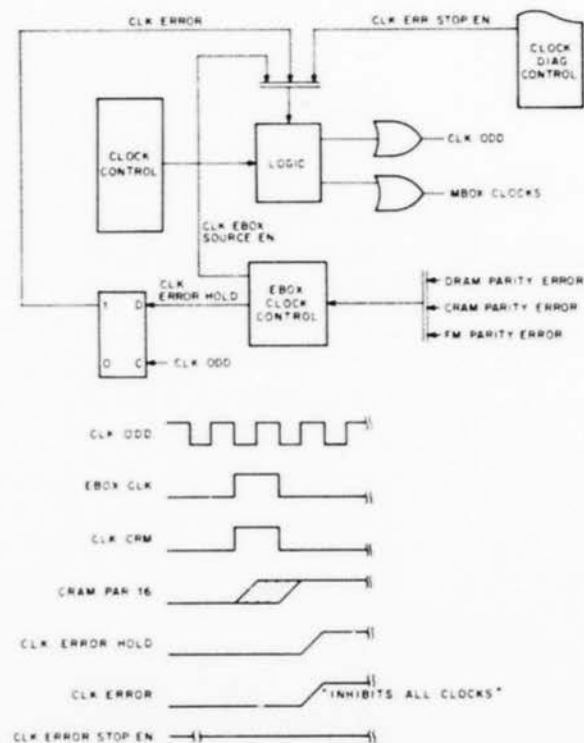 CLK ERROR
CLK ERR STOP EN
CLOCK
DIAG
CONTROL
CLOCK
CONTROL
LOGIC
CLK ODD
MBOX CLOCKS
CLK EBOX
SOURCE EN
CLK
ERROR HOLD
EBOX
CLOCK
CONTROL
DRAM PARITY ERROR
CRAM PARITY ERROR
FM PARITY ERROR
1 D
0 C
CLK ODD
CLK ODD
EBOX CLK
CLK CRM
CRAM PAR 16
CLK ERROR HOLD
CLK ERROR
"INHIBITS ALL CLOCKS"
CLK ERROR STOP EN